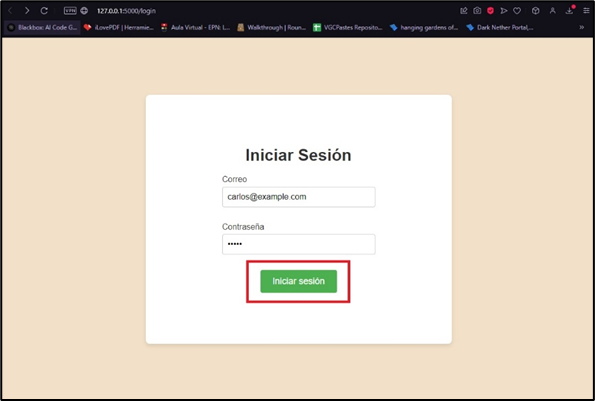 VPN 127.0.0.1:5000/login
Blackbox: AI Code G... iLovePDF | Herramie... Aula Virtual - EPN: I... Walkthrough | Roun... VGCPastes Reposito... hanging gardens of... Dark Nether Portal,...
Iniciar Sesión
Correo
carlos@example.com
Contraseña
•••••
Iniciar sesión